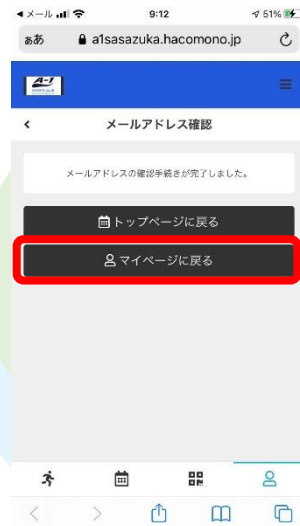 メール 9:12 51%
ああ a1sasazuka.hacomono.jp
A-1
メールアドレス確認
メールアドレスの確認手続きが完了しました。
トップページに戻る
マイページに戻る